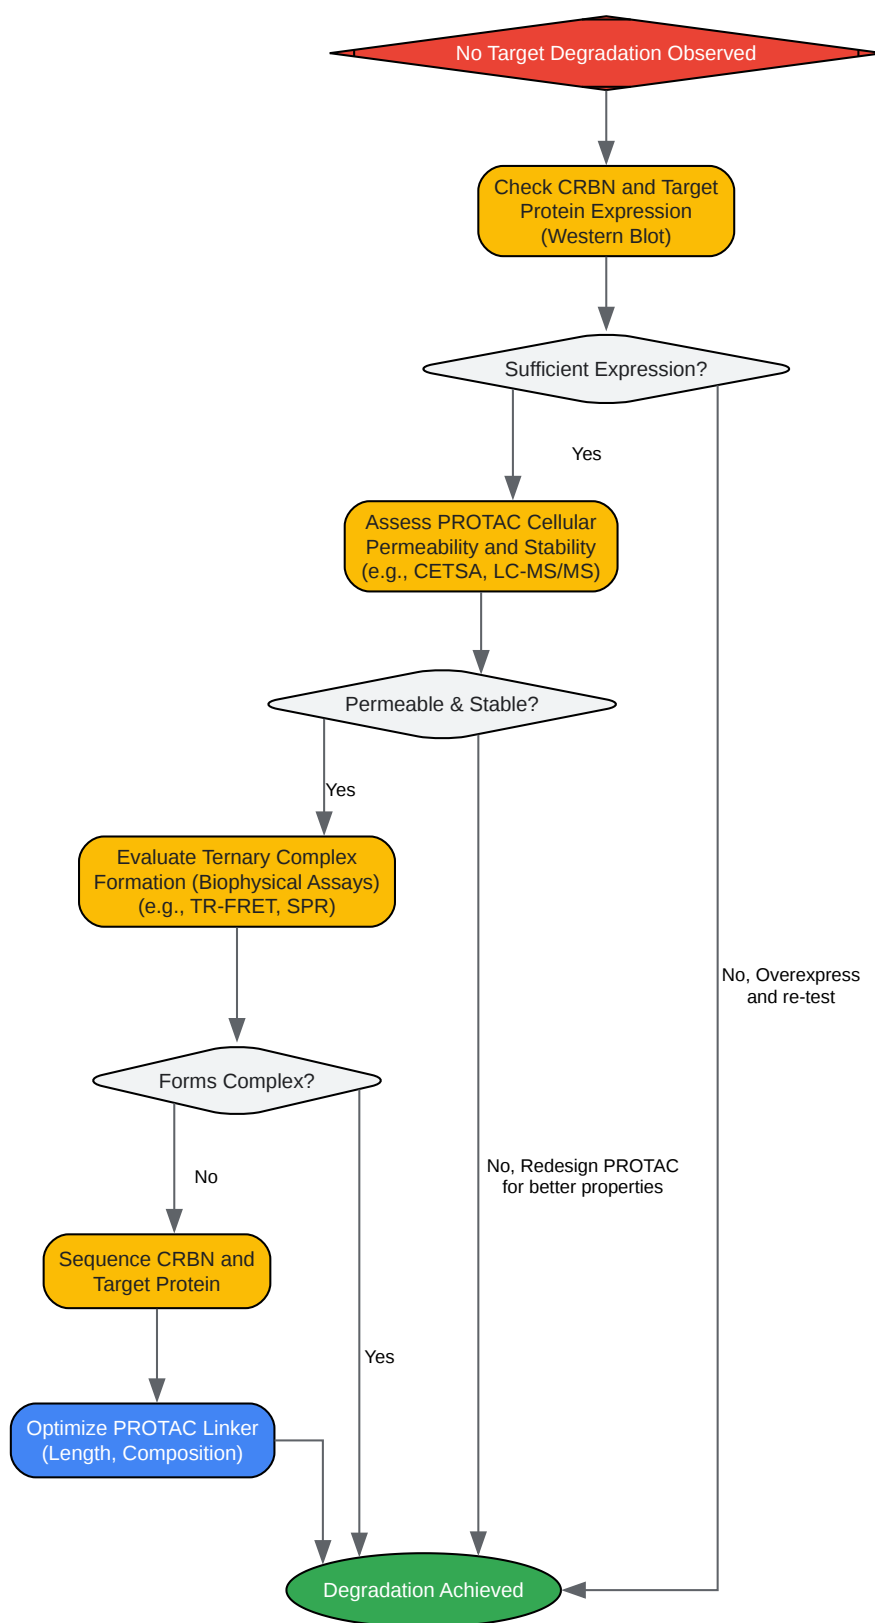 No Target Degradation Observed
Check CRBN and Target
Protein Expression
(Western Blot)
Sufficient Expression?
Yes
Assess PROTAC Cellular
Permeability and Stability
(e.g., CETSA, LC-MS/MS)
Permeable & Stable?
Yes
Evaluate Ternary Complex
Formation (Biophysical Assays)
(e.g., TR-FRET, SPR)
No, Overexpress
and re-test
Forms Complex?
No
No, Redesign PROTAC
for better properties
Sequence CRBN and
Target Protein
Yes
Optimize PROTAC Linker
(Length, Composition)
Degradation Achieved